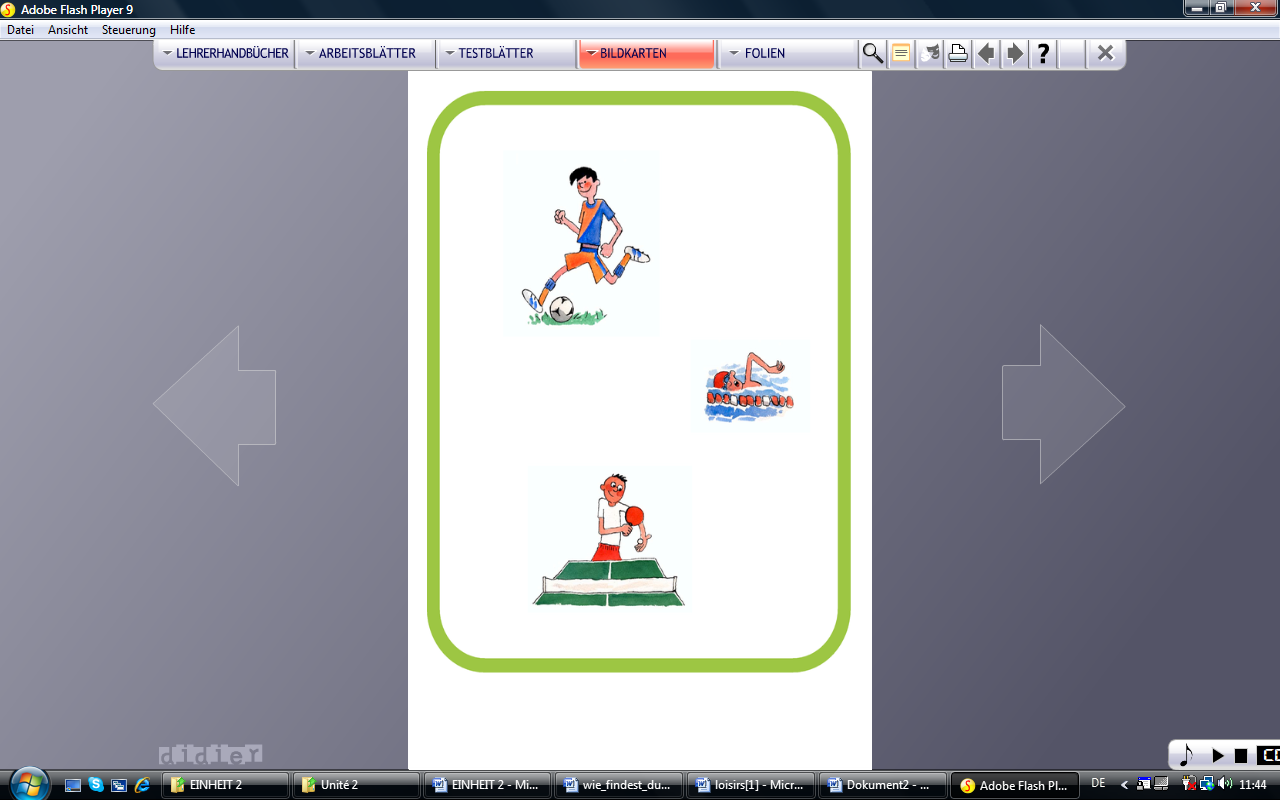 Adobe Flash Player 9
Datei Ansicht Steuerung Hilfe
LEHRERHANDBÜCHER ARBEITSBLÄTTER TESTBLÄTTER BILDKARTEN FOLIEN ?
didier
CD
EINHEIT 2 Unité 2 EINHEIT 2 - Mi... wie_findest_du... loisirs[1] - Micr... Dokument2 - ... Adobe Flash Pl... DE 11:44